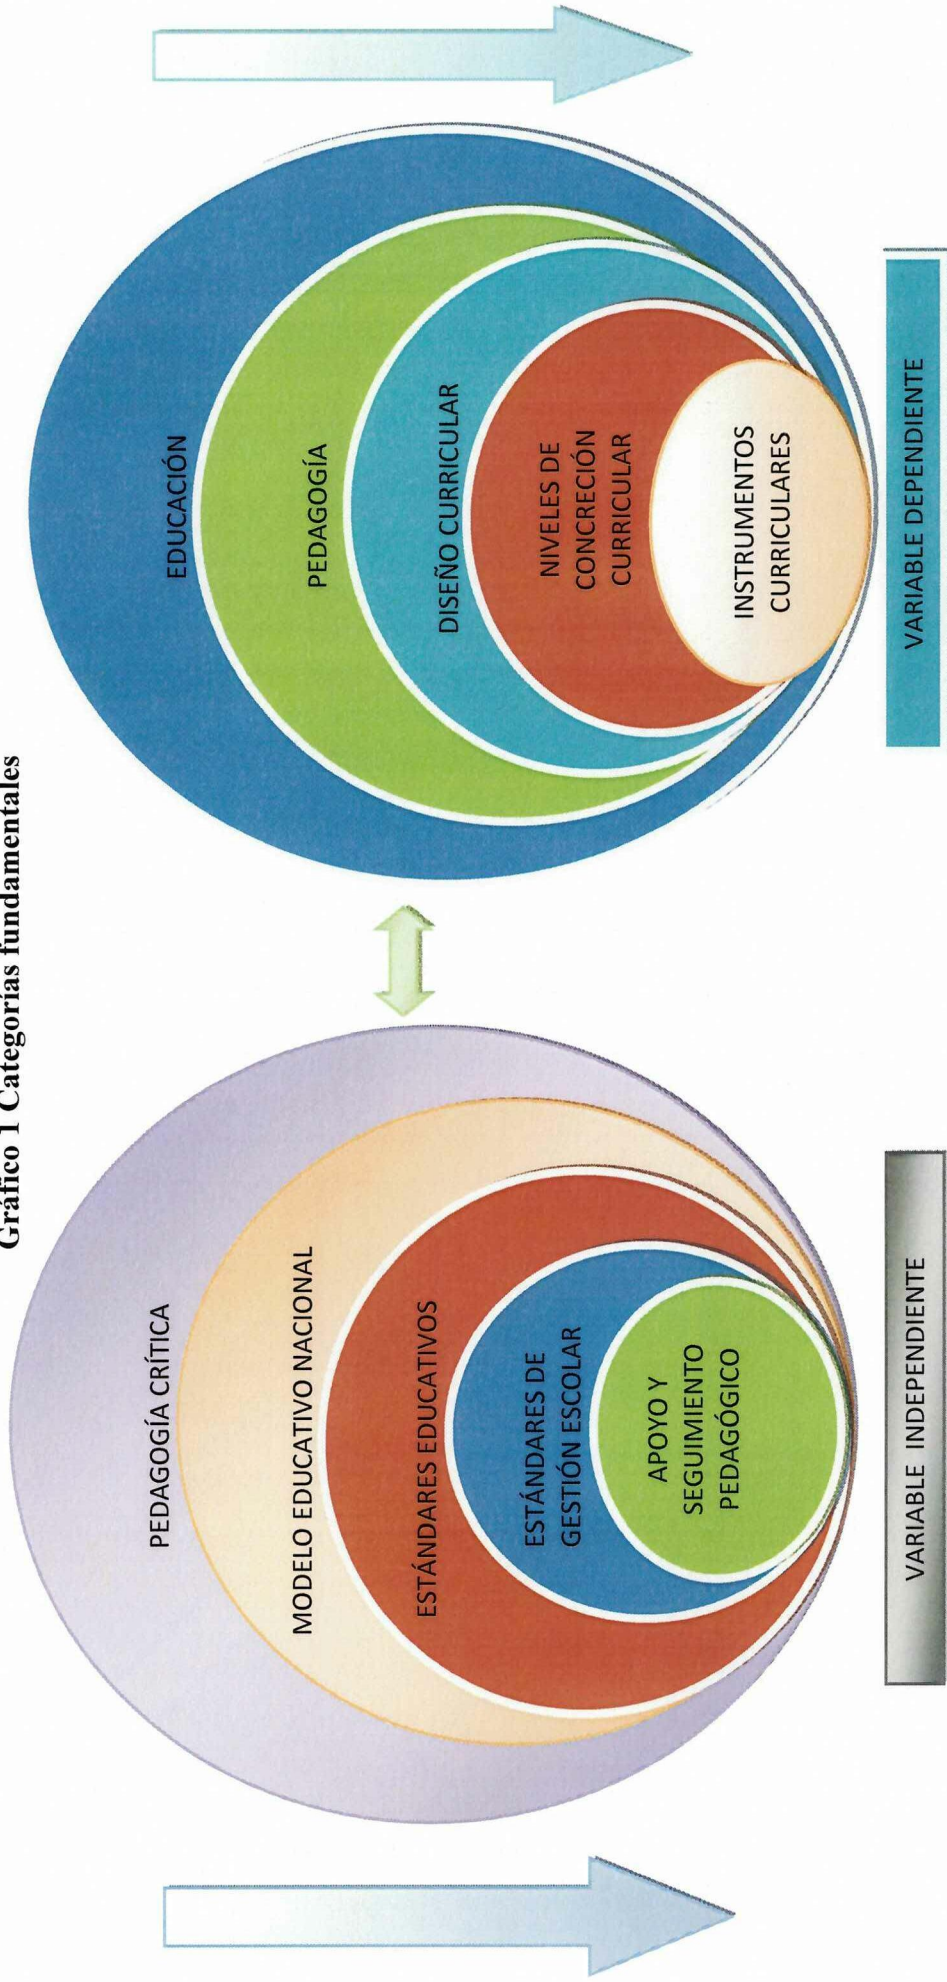 Gráfico 1 Categorías fundamentales
PEDAGOGÍA CRÍTICA
MODELO EDUCATIVO NACIONAL
ESTÁNDARES EDUCATIVOS
ESTÁNDARES DE
GESTIÓN ESCOLAR
APOYO Y
SEGUIMIENTO
PEDAGÓGICO
VARIABLE INDEPENDIENTE
EDUCACIÓN
PEDAGOGÍA
DISEÑO CURRICULAR
NIVELES DE
CONCRECIÓN
CURRICULAR
INSTRUMENTOS
CURRICULARES
VARIABLE DEPENDIENTE